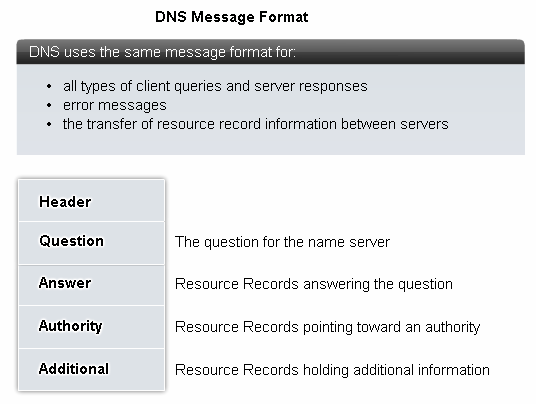 DNS Message Format
DNS uses the same message format for:
• all types of client queries and server responses
• error messages
• the transfer of resource record information between servers
Header
Question The question for the name server
Answer Resource Records answering the question
Authority Resource Records pointing toward an authority
Additional Resource Records holding additional information